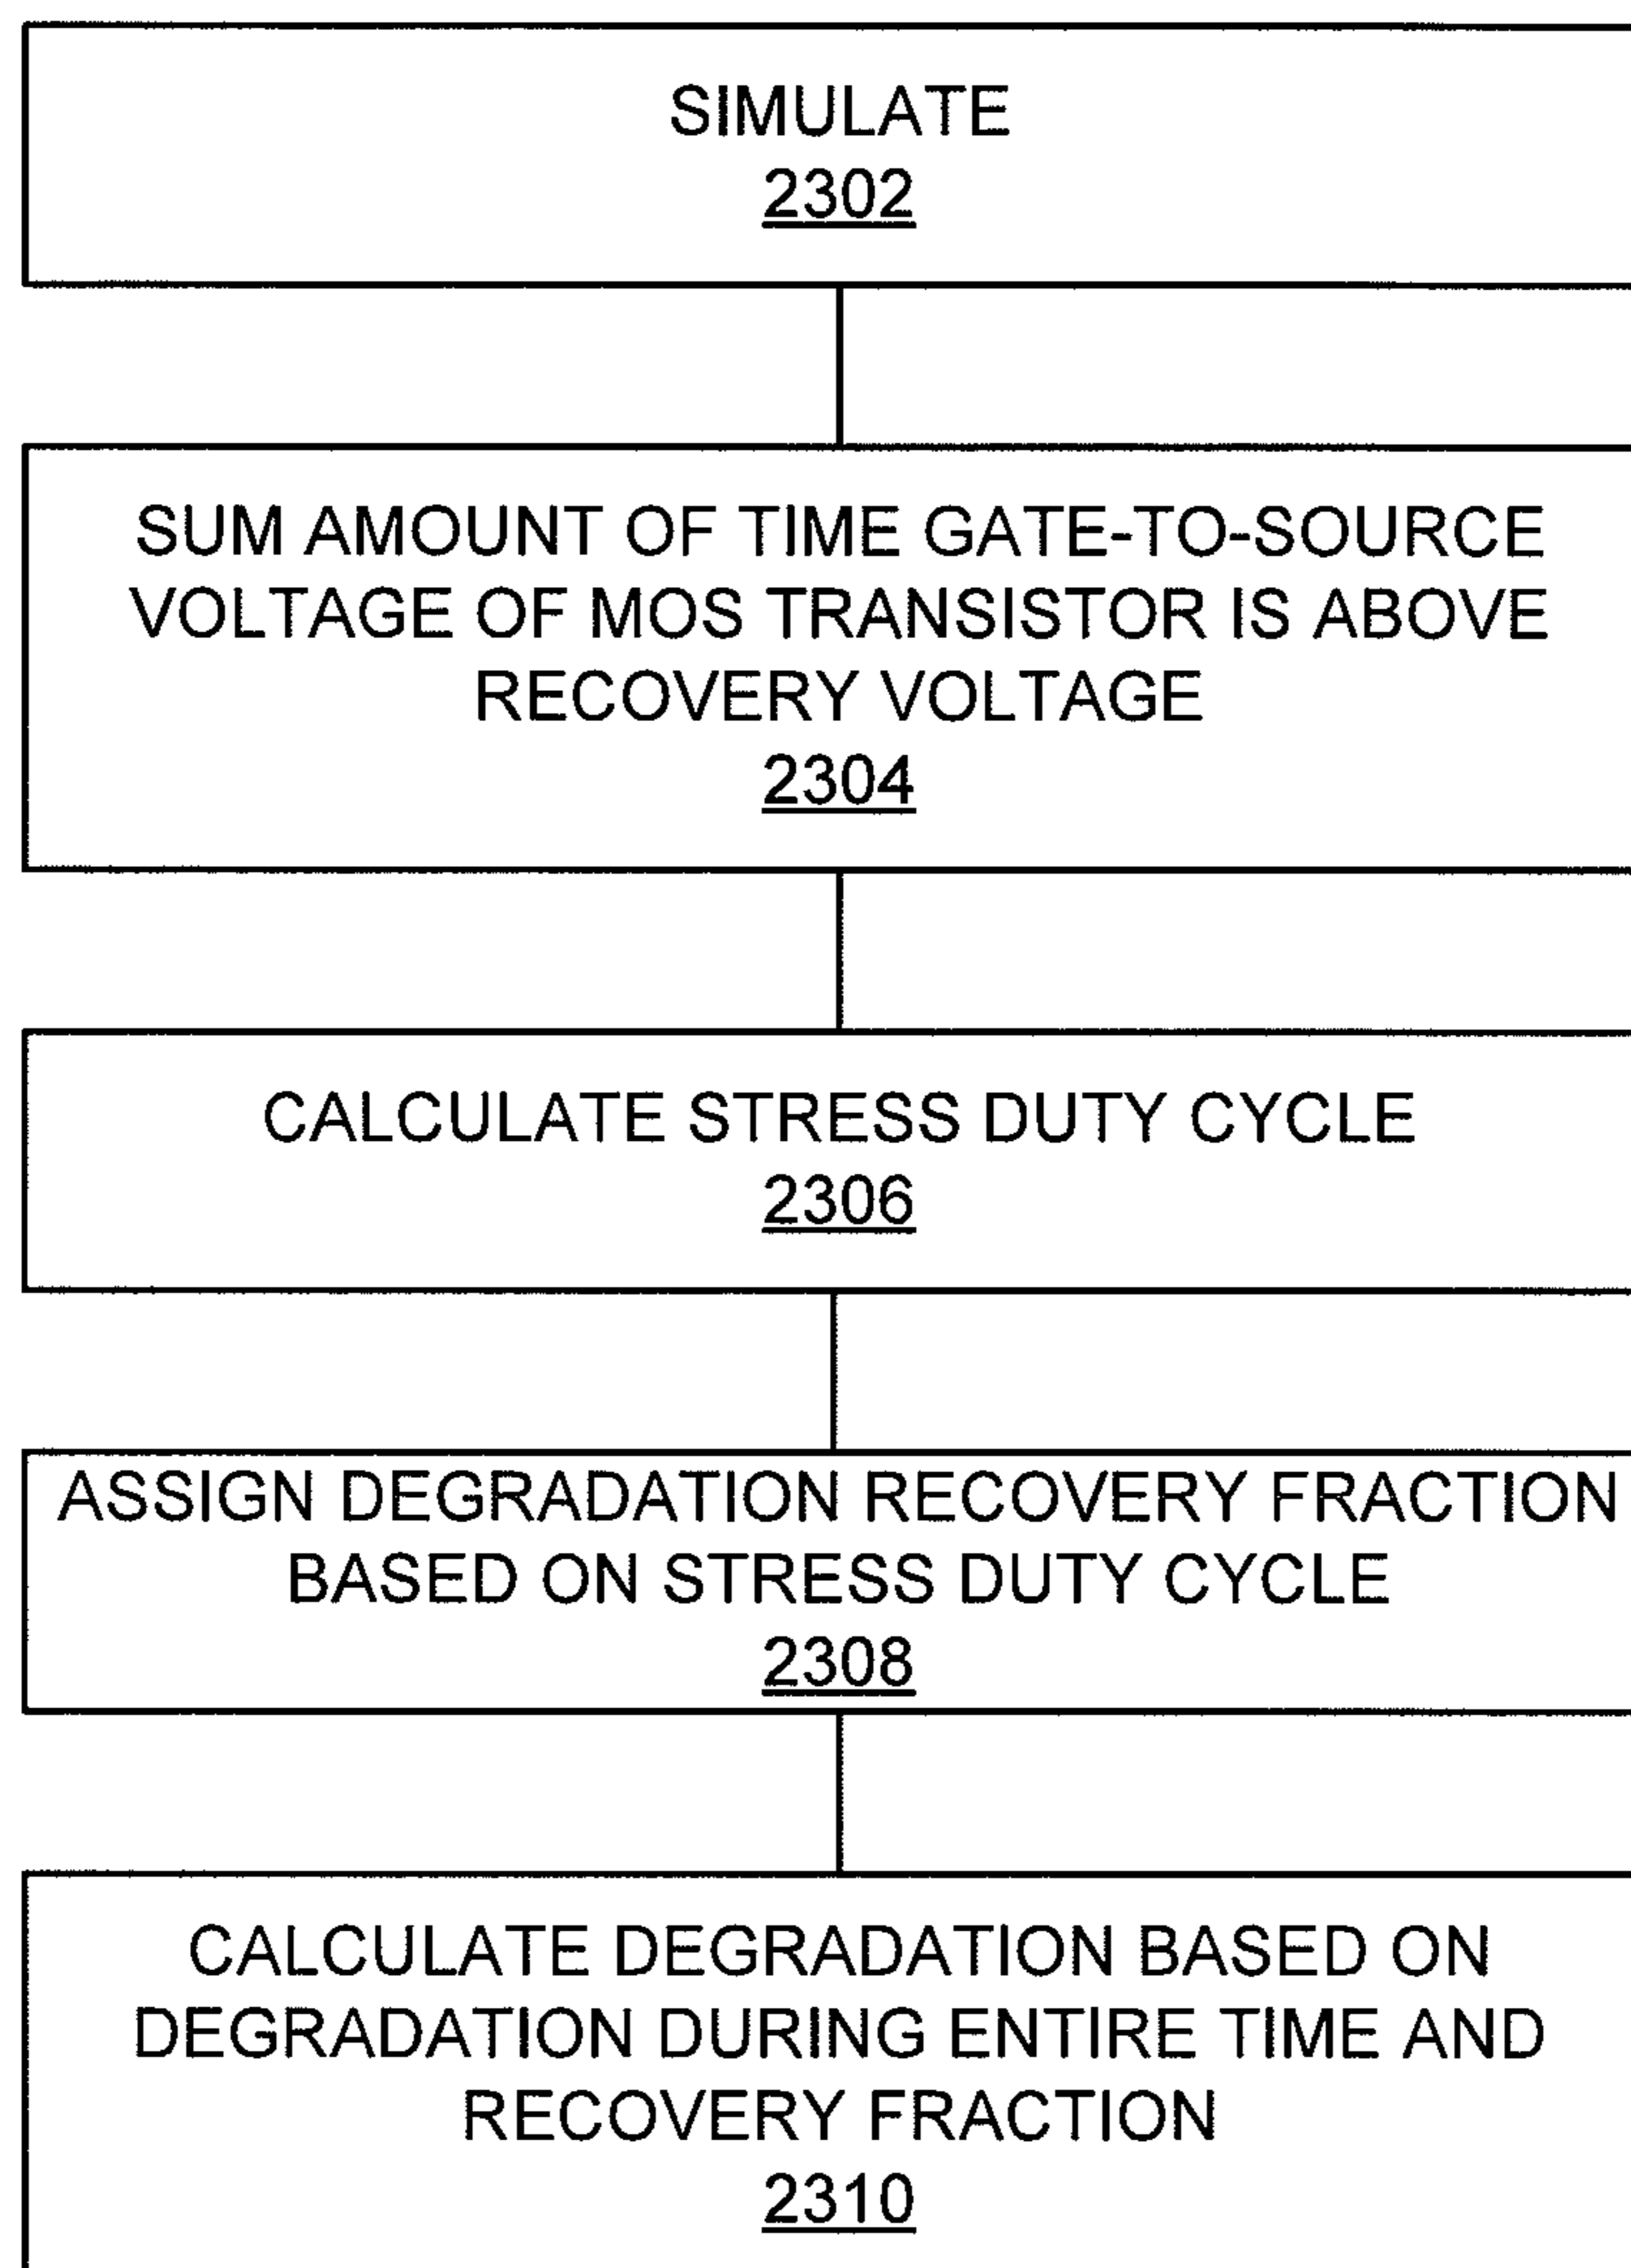 SIMULATE
2302
SUM AMOUNT OF TIME GATE-TO-SOURCE
VOLTAGE OF MOS TRANSISTOR IS ABOVE
RECOVERY VOLTAGE
2304
CALCULATE STRESS DUTY CYCLE
2306
ASSIGN DEGRADATION RECOVERY FRACTION
BASED ON STRESS DUTY CYCLE
2308
CALCULATE DEGRADATION BASED ON
DEGRADATION DURING ENTIRE TIME AND
RECOVERY FRACTION
2310